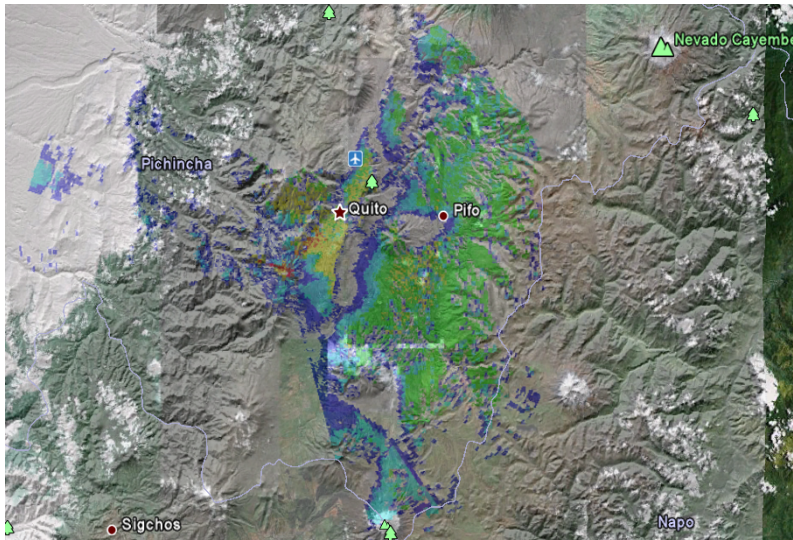 Nevado Cayembe
Pichincha
Quito
Pifo
Sigchos
Napo